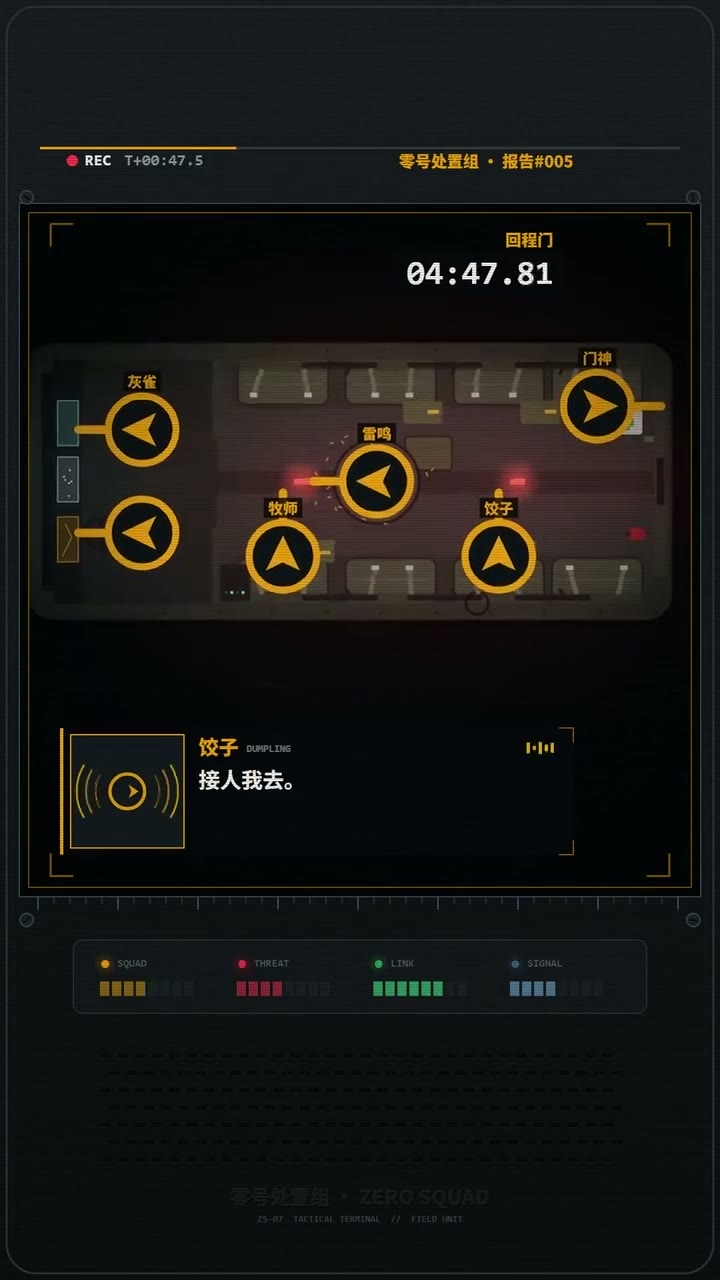 REC T+00:47.5
零号处置组 • 报告#005
回程门
04:47.81
门神
灰雀
雷鸣
牧师
饺子
饺子 DUMPLING
接人我去。
SQUAD
THREAT
LINK
SIGNAL
零号处置组 • ZERO SQUAD
ZS-07 TACTICAL TERMINAL // FIELD UNIT